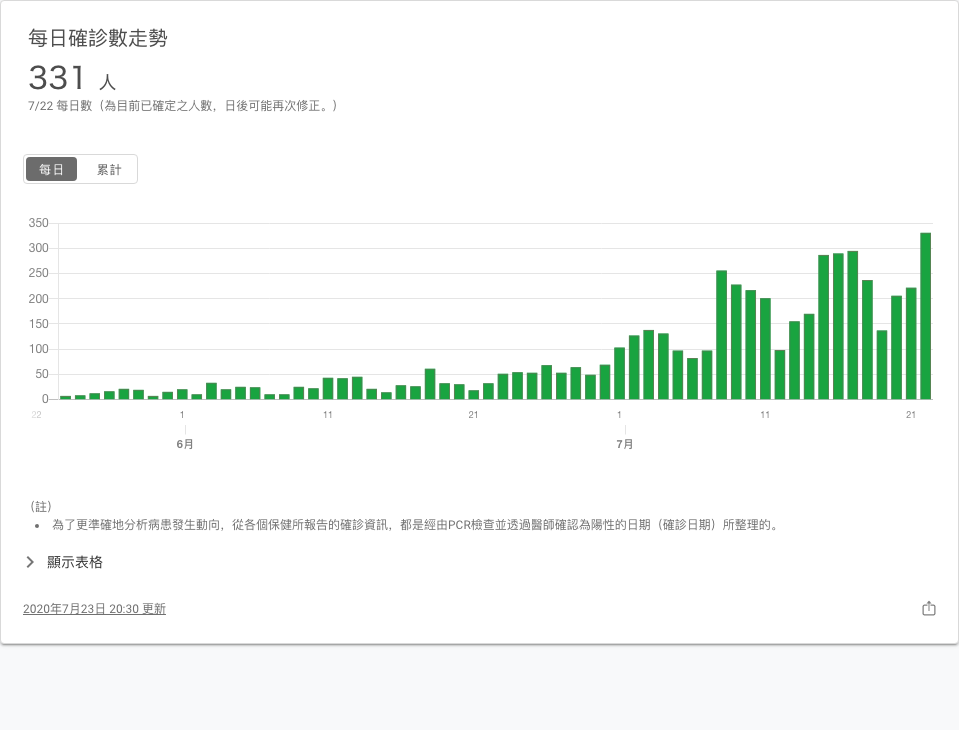 每日確診數走勢
331 人
7/22 每日數（為目前已確定之人數，日後可能再次修正。）
每日 累計
350
300
250
200
150
100
50
0
22 1 11 21 1 11 21
6月 7月
（註）
• 為了更準確地分析病患發生動向，從各個保健所報告的確診資訊，都是經由PCR檢查並透過醫師確認為陽性的日期（確診日期）所整理的。
顯示表格
2020年7月23日 20:30 更新